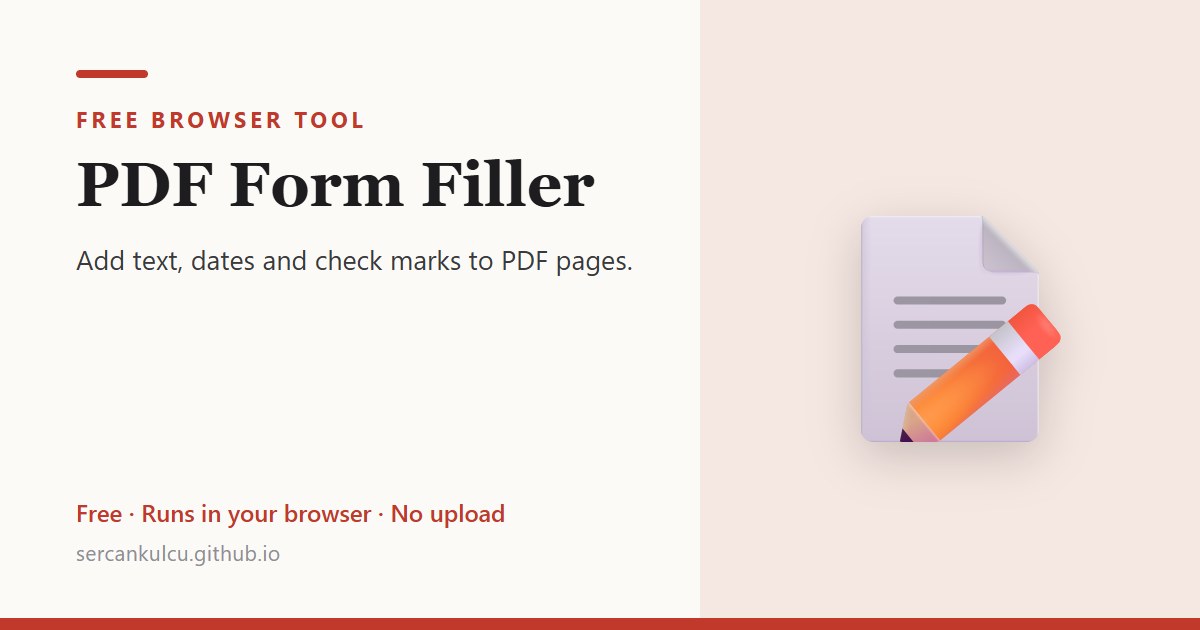 FREE BROWSER TOOL
PDF Form Filler
Add text, dates and check marks to PDF pages.
Free · Runs in your browser · No upload
sercankulcu.github.io